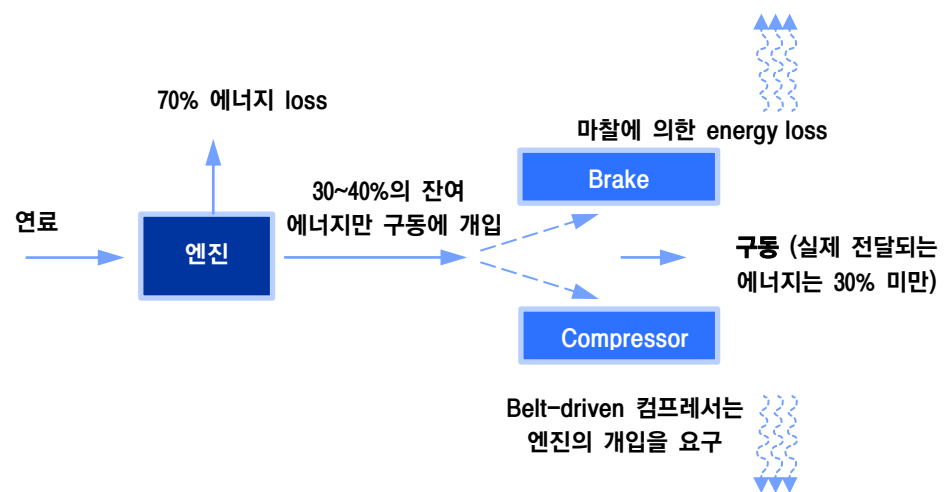 70% 에너지 loss
마찰에 의한 energy loss
Brake
30~40%의 잔여
에너지만 구동에 개입
연료
엔진
구동 (실제 전달되는
에너지는 30% 미만)
Compressor
Belt-driven 컴프레서는
엔진의 개입을 요구